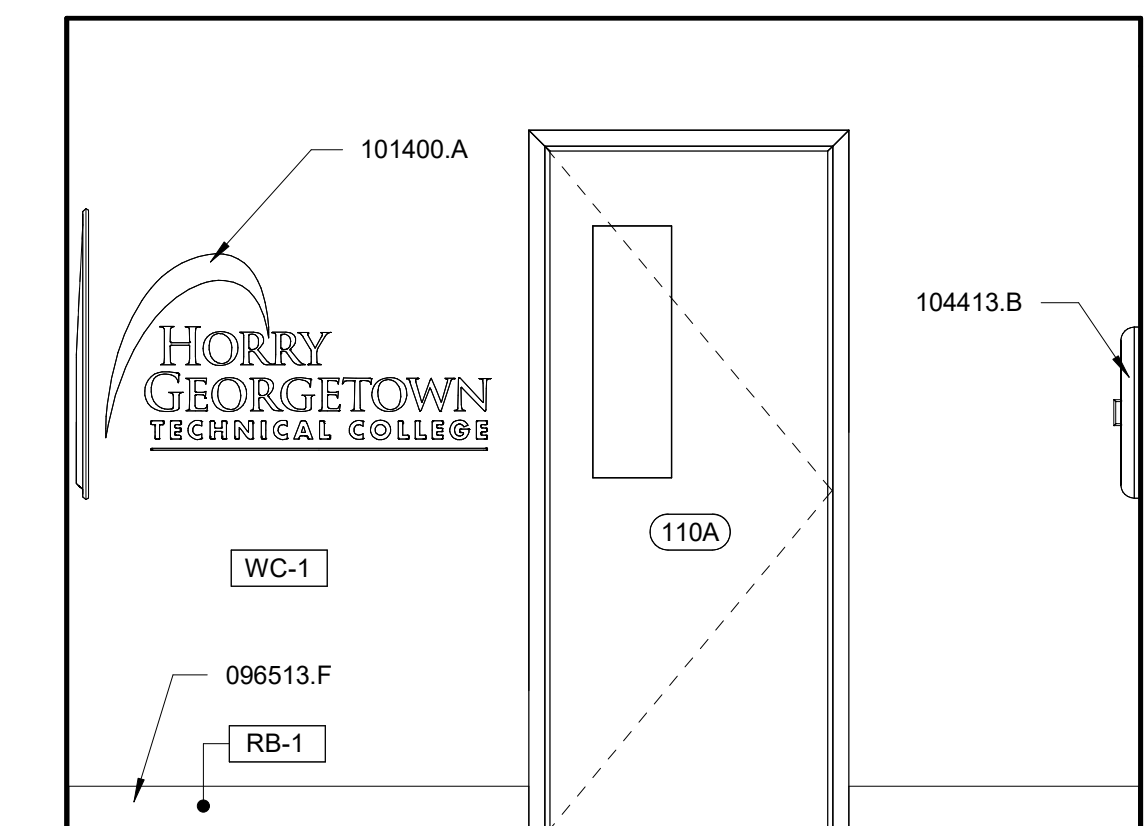 101400.A
104413.B
HORRY
GEORGETOWN
TECHNICAL COLLEGE
110A
WC-1
096513.F
RB-1